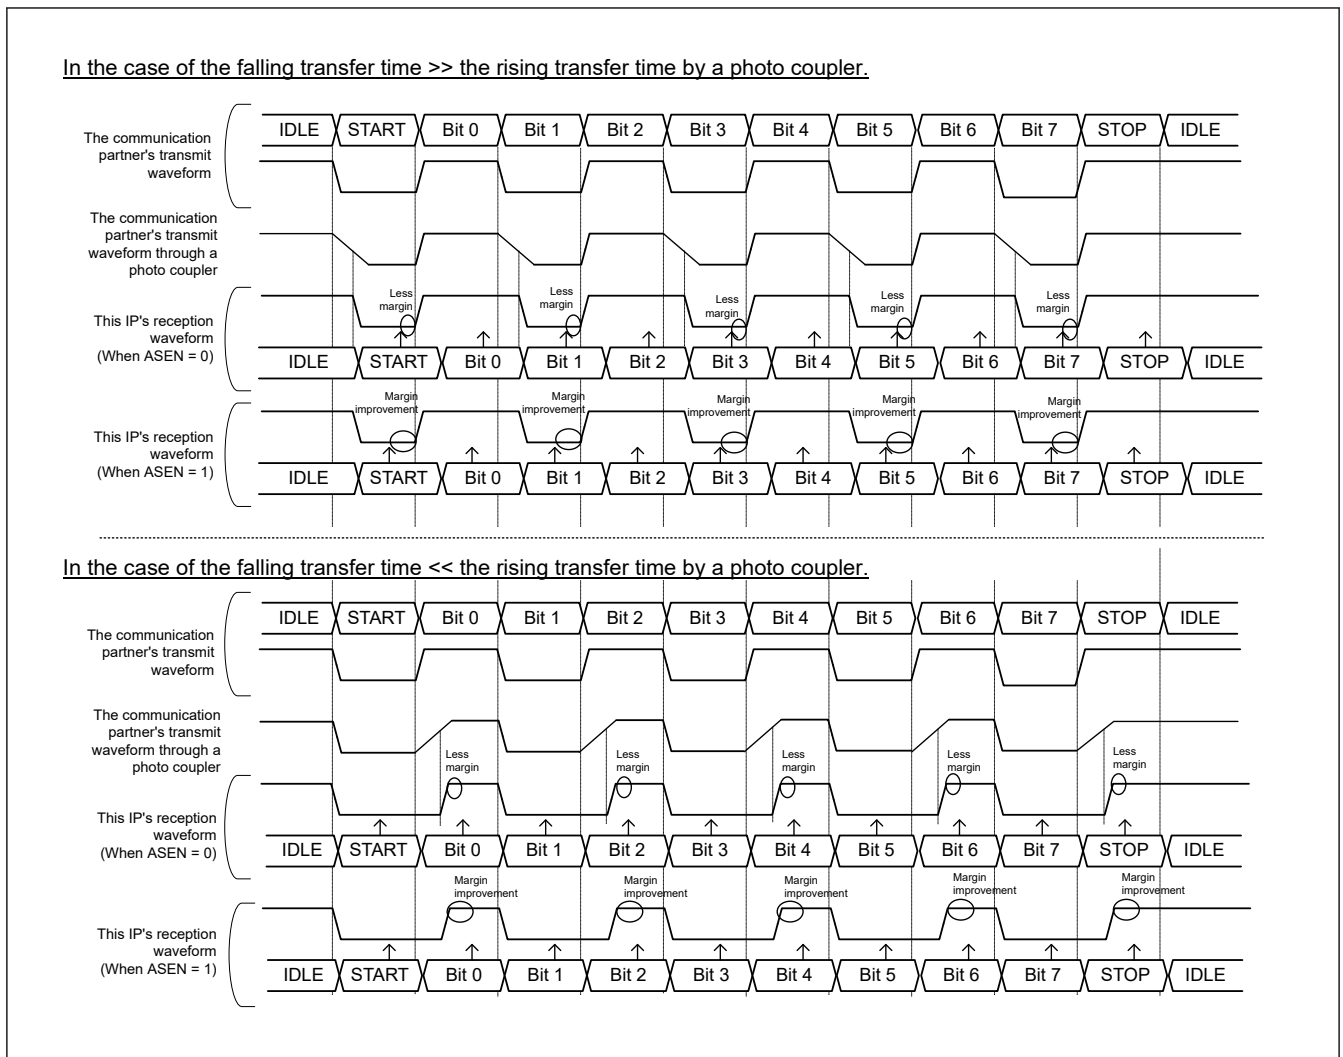 In the case of the falling transfer time >> the rising transfer time by a photo coupler.
The communication
partner's transmit
waveform
IDLE START Bit 0 Bit 1 Bit 2 Bit 3 Bit 4 Bit 5 Bit 6 Bit 7 STOP IDLE
The communication
partner's transmit
waveform through a
photo coupler
This IP's reception
waveform
(When ASEN = 0)
Less
margin
Less
margin
Less
margin
Less
margin
Less
margin
IDLE START Bit 0 Bit 1 Bit 2 Bit 3 Bit 4 Bit 5 Bit 6 Bit 7 STOP IDLE
This IP's reception
waveform
(When ASEN = 1)
Margin
improvement
Margin
improvement
Margin
improvement
Margin
improvement
Margin
improvement
IDLE START Bit 0 Bit 1 Bit 2 Bit 3 Bit 4 Bit 5 Bit 6 Bit 7 STOP IDLE
In the case of the falling transfer time << the rising transfer time by a photo coupler.
The communication
partner's transmit
waveform
IDLE START Bit 0 Bit 1 Bit 2 Bit 3 Bit 4 Bit 5 Bit 6 Bit 7 STOP IDLE
The communication
partner's transmit
waveform through a
photo coupler
This IP's reception
waveform
(When ASEN = 0)
Less
margin
Less
margin
Less
margin
Less
margin
Less
margin
IDLE START Bit 0 Bit 1 Bit 2 Bit 3 Bit 4 Bit 5 Bit 6 Bit 7 STOP IDLE
This IP's reception
waveform
(When ASEN = 1)
Margin
improvement
Margin
improvement
Margin
improvement
Margin
improvement
Margin
improvement
IDLE START Bit 0 Bit 1 Bit 2 Bit 3 Bit 4 Bit 5 Bit 6 Bit 7 STOP IDLE